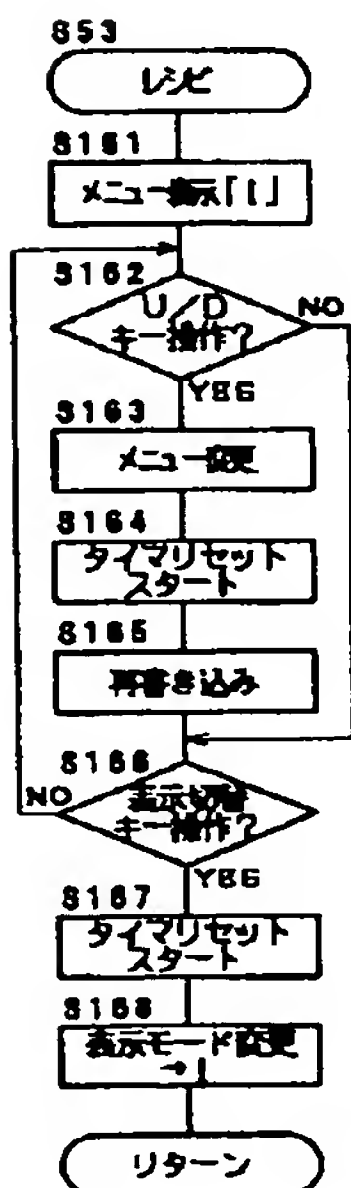 S53
レシピ
S161
メニュー表示「1」
S162
U/D
キー操作?
NO
YES
S163
メニュー変更
S164
タイマリセット
スタート
S165
再書き込み
S166
NO
表示切替
キー操作?
YES
S167
タイマリセット
スタート
S168
表示モード変更
→1
リターン